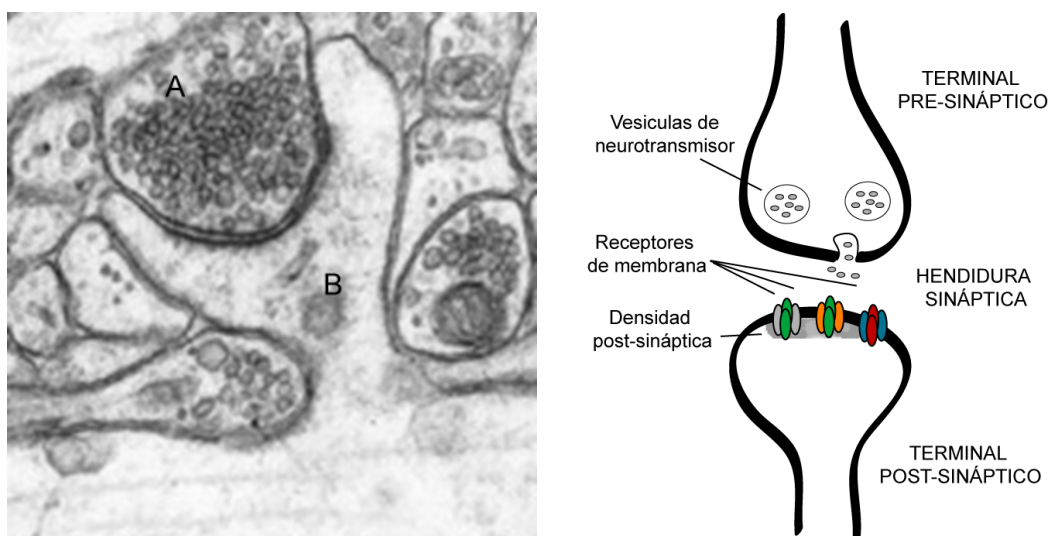 A
B
TERMINAL
PRE-SINÁPTICO
Vesiculas de
neurotransmisor
Receptores
de membrana
HENDIDURA
SINÁPTICA
Densidad
post-sináptica
TERMINAL
POST-SINÁPTICO